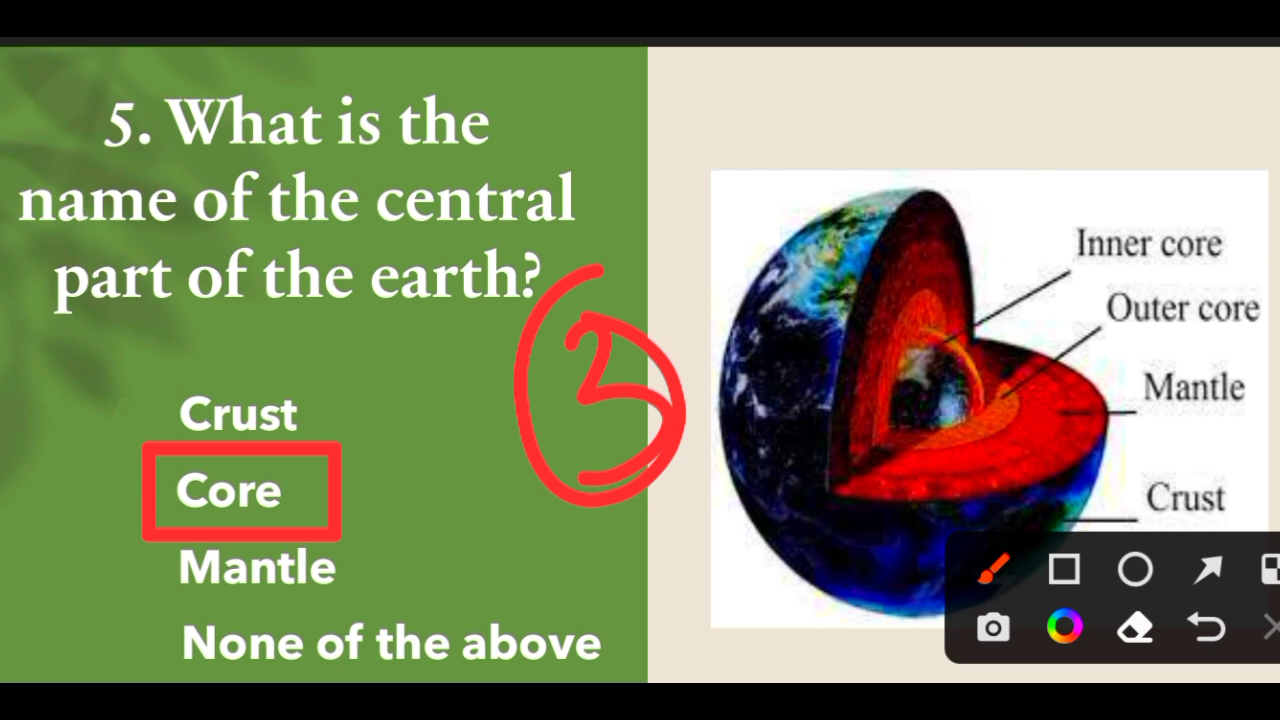 5. What is the
name of the central
part of the earth?
3
Crust
Core
Mantle
None of the above
Inner core
Outer core
Mantle
Crust